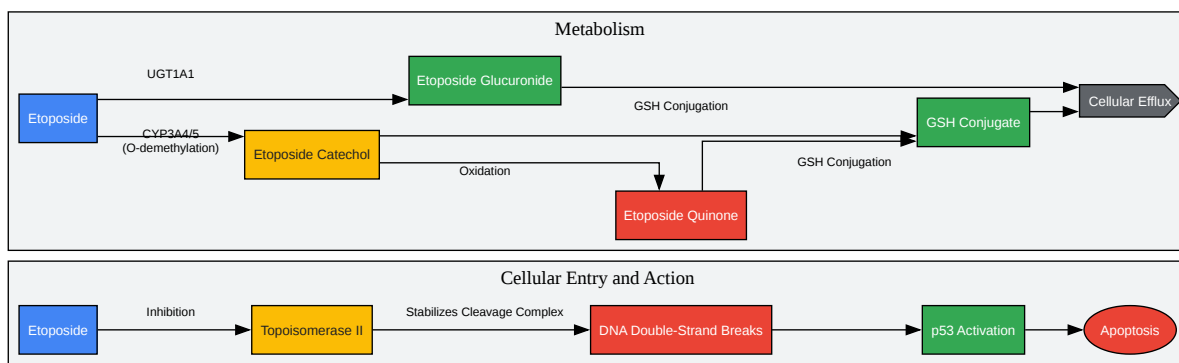 Metabolism
UGT1A1
Etoposide Glucuronide
Etoposide
GSH Conjugation
Cellular Efflux
CYP3A4/5
(O-demethylation)
Etoposide Catechol
GSH Conjugate
Oxidation
GSH Conjugation
Etoposide Quinone
Cellular Entry and Action
Etoposide
Inhibition
Topoisomerase II
Stabilizes Cleavage Complex
DNA Double-Strand Breaks
p53 Activation
Apoptosis